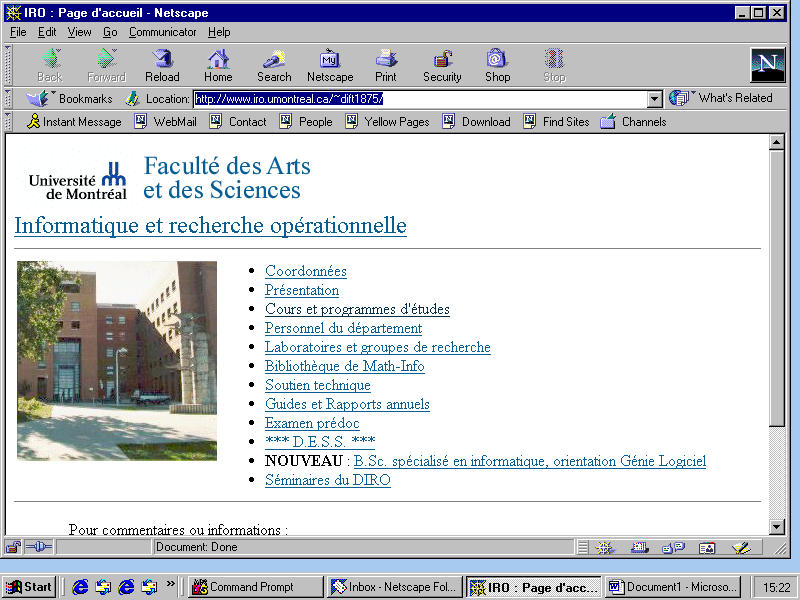 IRO : Page d'accueil - Netscape
File Edit View Go Communicator Help
My N
Back Forward Reload Home Search Netscape Print Security Shop Stop
Bookmarks Location: http://www.iro.umontreal.ca/~dift1875/ What's Related
Instant Message WebMail Contact People Yellow Pages Download Find Sites Channels
Université de Montréal
Faculté des Arts
et des Sciences
Informatique et recherche opérationnelle
Coordonnées
Présentation
Cours et programmes d'études
Personnel du département
Laboratoires et groupes de recherche
Bibliothèque de Math-Info
Soutien technique
Guides et Rapports annuels
Examen prédoc
*** D.E.S.S. ***
NOUVEAU : B.Sc. spécialisé en informatique, orientation Génie Logiciel
Séminaires du DIRO
Pour commentaires ou informations :
Document: Done
Start » Command Prompt Inbox - Netscape Fol... IRO : Page d'acc... Document1 - Microso... 15:22